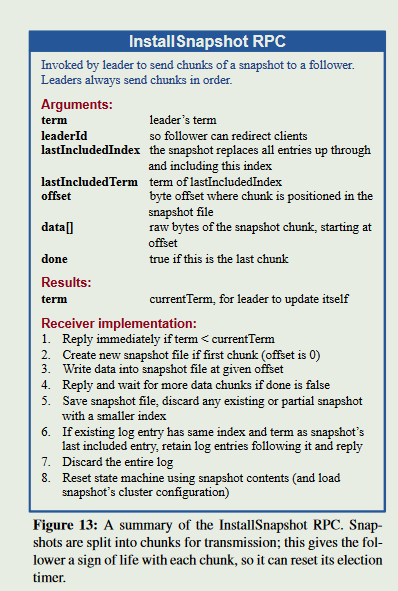 InstallSnapshot RPC
Invoked by leader to send chunks of a snapshot to a follower.
Leaders always send chunks in order.
Arguments:
term leader's term
leaderId so follower can redirect clients
lastIncludedIndex the snapshot replaces all entries up through
and including this index
lastIncludedTerm term of lastIncludedIndex
offset byte offset where chunk is positioned in the
snapshot file
data[] raw bytes of the snapshot chunk, starting at
offset
done true if this is the last chunk
Results:
term currentTerm, for leader to update itself
Receiver implementation:
1. Reply immediately if term < currentTerm
2. Create new snapshot file if first chunk (offset is 0)
3. Write data into snapshot file at given offset
4. Reply and wait for more data chunks if done is false
5. Save snapshot file, discard any existing or partial snapshot
with a smaller index
6. If existing log entry has same index and term as snapshot's
last included entry, retain log entries following it and reply
7. Discard the entire log
8. Reset state machine using snapshot contents (and load
snapshot's cluster configuration)
Figure 13: A summary of the InstallSnapshot RPC. Snap-
shots are split into chunks for transmission; this gives the fol-
lower a sign of life with each chunk, so it can reset its election
timer.